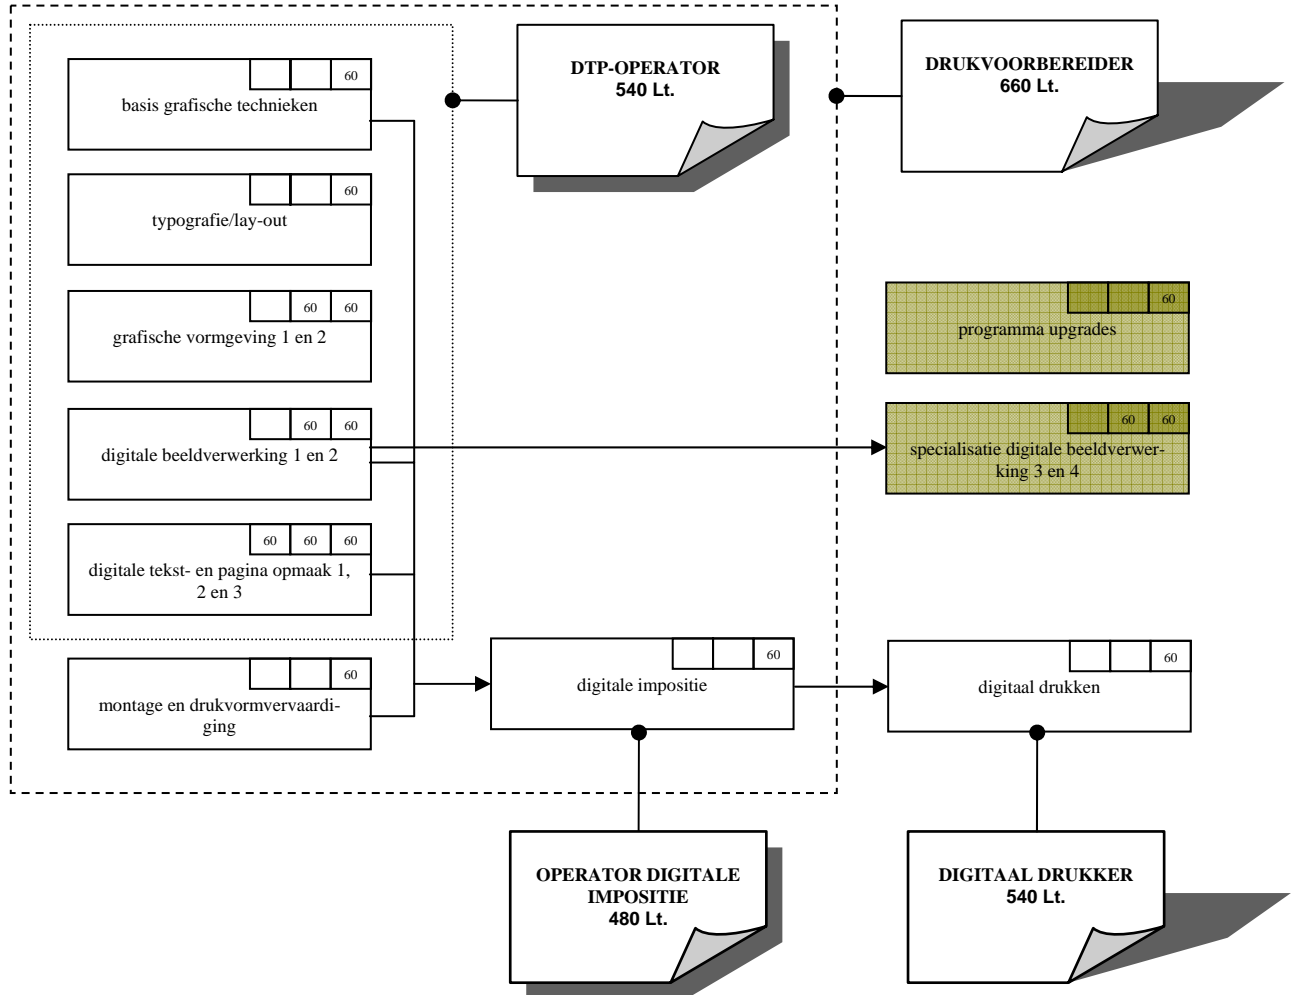 60
basis grafische technieken
60
typografie/lay-out
60 60
grafische vormgeving 1 en 2
60 60
digitale beeldverwerking 1 en 2
60 60 60
digitale tekst- en pagina opmaak 1,
2 en 3
60
montage en drukvormvervaardi-
ging
DTP-OPERATOR
540 Lt.
DRUKVOORBEREIDER
660 Lt.
60
programma upgrades
60 60
specialisatie digitale beeldverwer-
king 3 en 4
60
digitale impositie
60
digitaal drukken
OPERATOR DIGITALE
IMPOSITIE
480 Lt.
DIGITAAL DRUKKER
540 Lt.